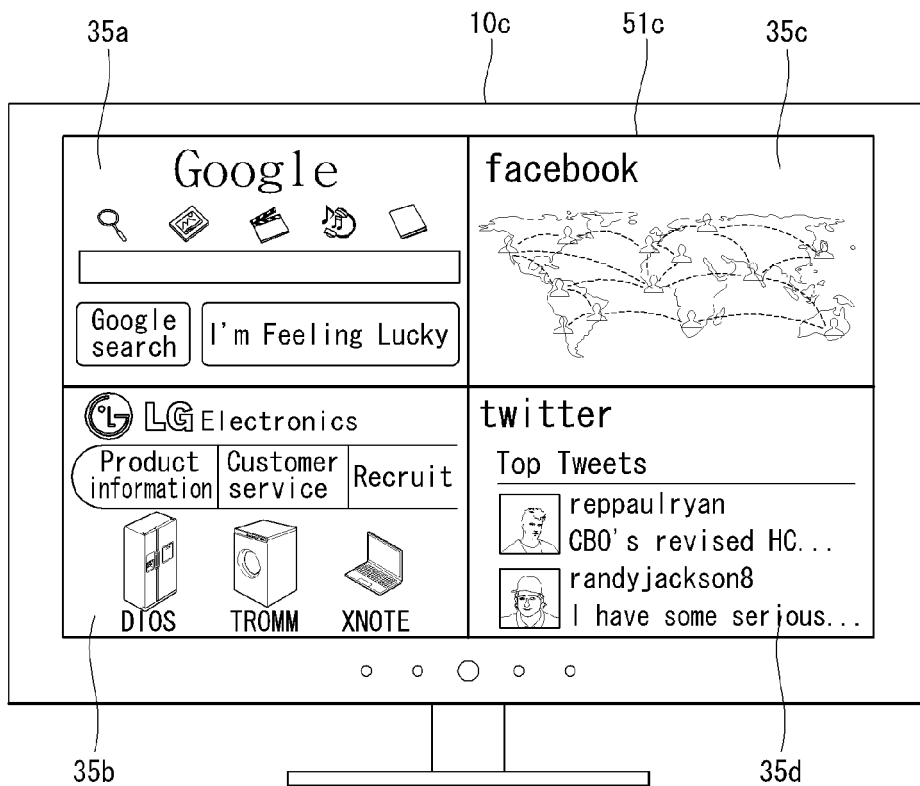 35a
10c
51c
35c
Google
Google
search
I'm Feeling Lucky
facebook
LG LG Electronics
Product
information
Customer
service
Recruit
DIOS
TROMM
XNOTE
twitter
Top Tweets
reppaulryan
CBO's revised HC...
randyjackson8
I have some serious...
35b
35d